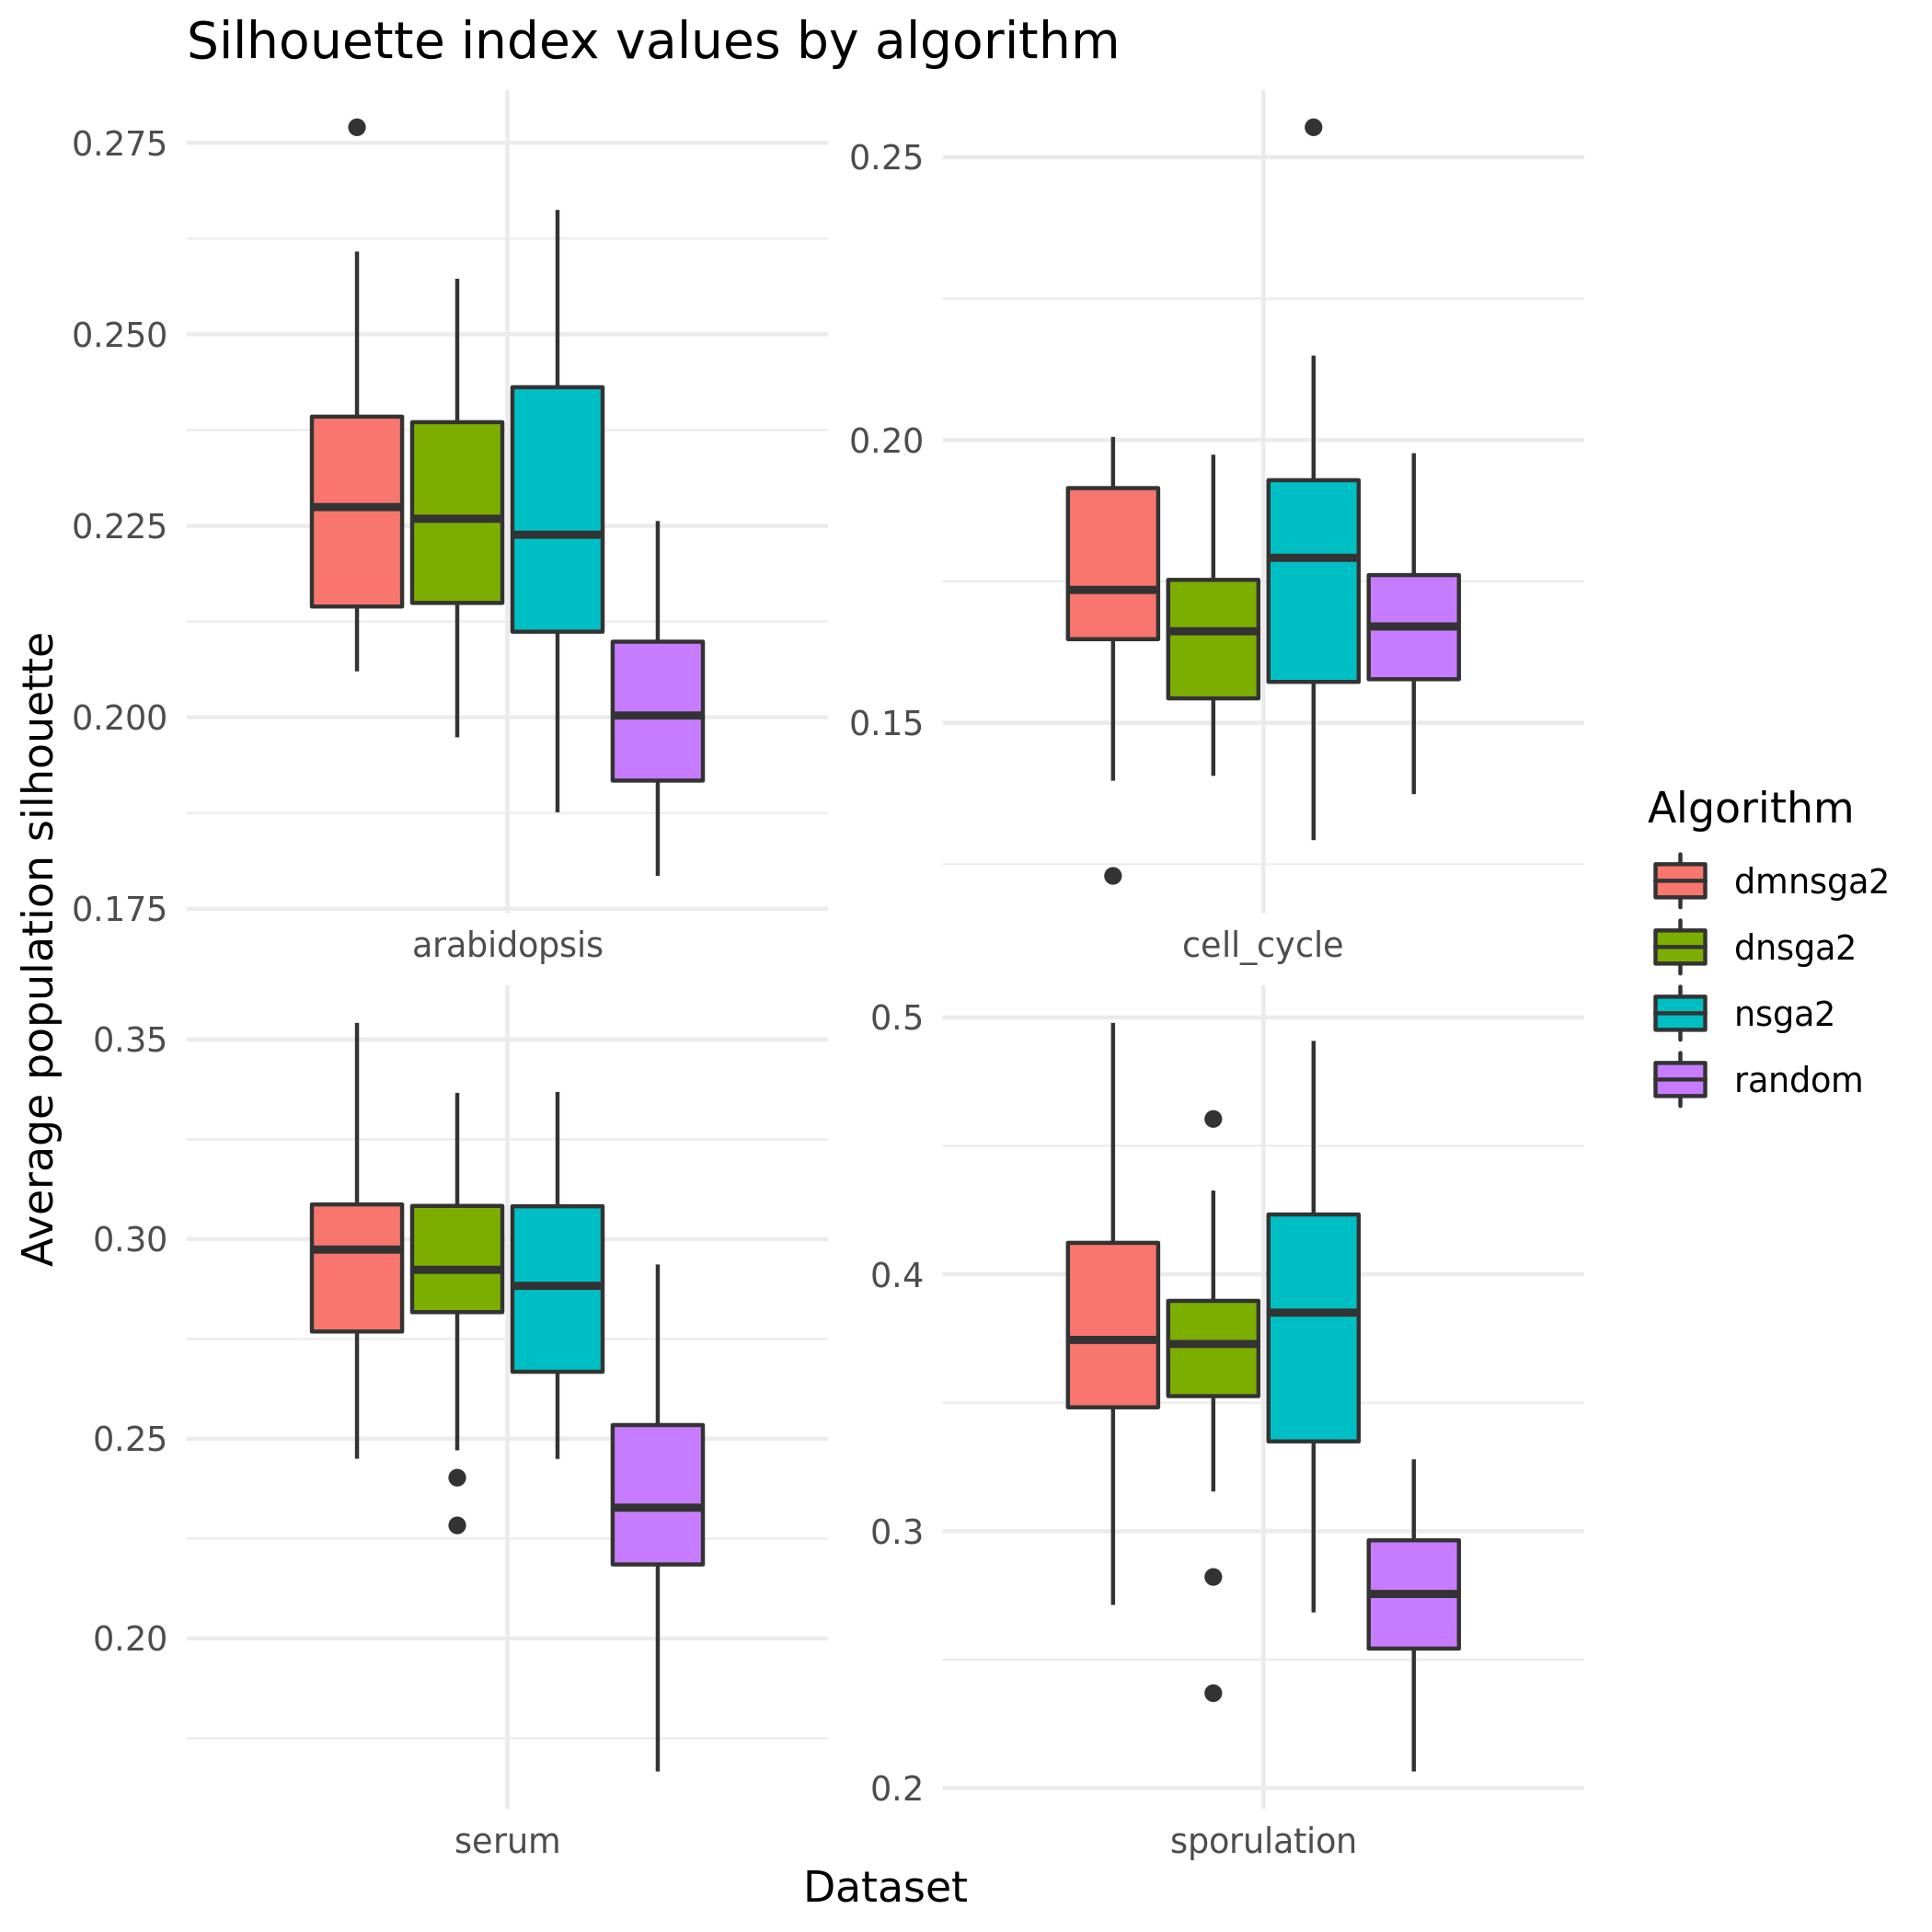 Silhouette index values by algorithm
Average population silhouette
0.275
0.250
0.225
0.200
0.175
arabidopsis
0.25
0.20
0.15
cell_cycle
0.35
0.30
0.25
0.20
serum
0.5
0.4
0.3
0.2
sporulation
Dataset
Algorithm
dmnsga2
dnsga2
nsga2
random